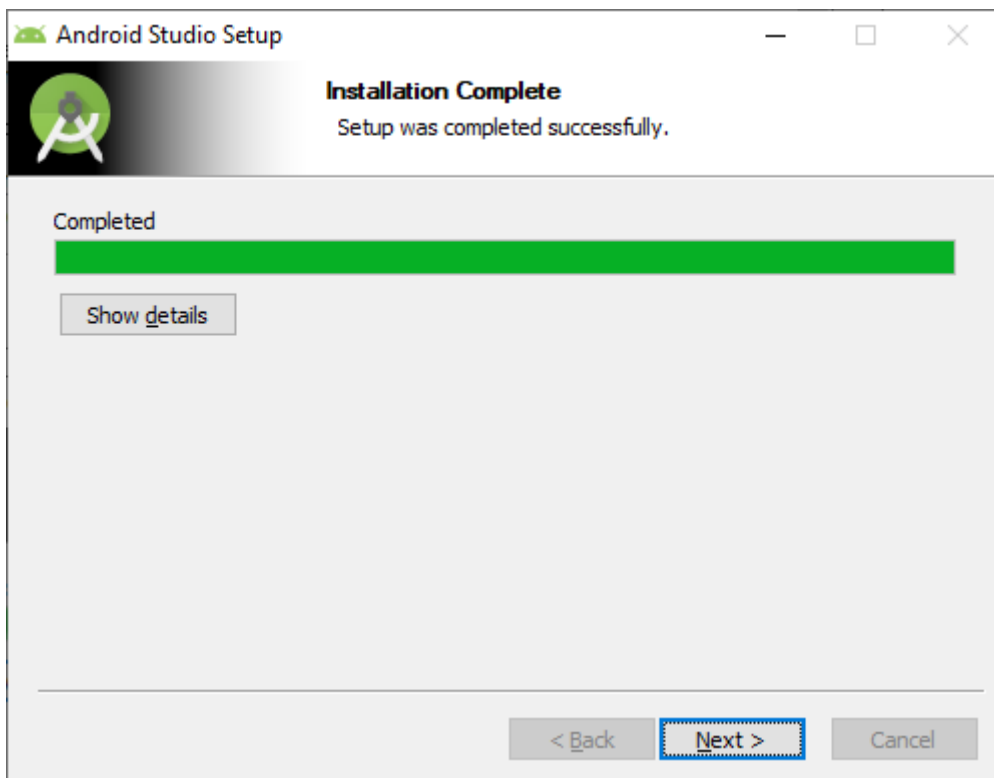 Android Studio Setup
Installation Complete
Setup was completed successfully.
Completed
Show details
< Back Next > Cancel